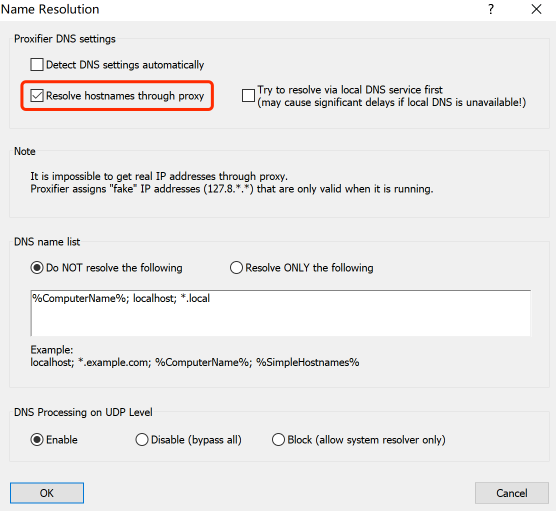 Name Resolution
?
Proxifier DNS settings
Detect DNS settings automatically
Resolve hostnames through proxy
Try to resolve via local DNS service first
(may cause significant delays if local DNS is unavailable!)
Note
It is impossible to get real IP addresses through proxy.
Proxifier assigns "fake" IP addresses (127.8.*.*) that are only valid when it is running.
DNS name list
Do NOT resolve the following
Resolve ONLY the following
%ComputerName%; localhost; *.local
Example:
localhost; *.example.com; %ComputerName%; %SimpleHostnames%
DNS Processing on UDP Level
Enable
Disable (bypass all)
Block (allow system resolver only)
OK
Cancel